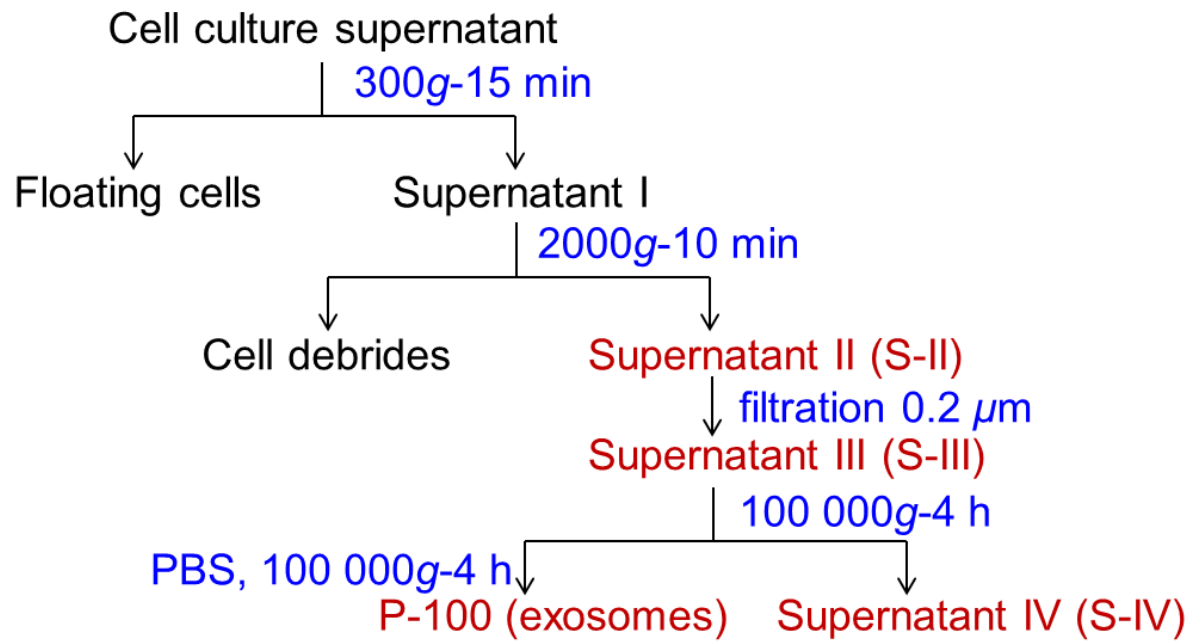 Cell culture supernatant
300g-15 min
Floating cells
Supernatant I
2000g-10 min
Cell debrides
Supernatant II (S-II)
filtration 0.2 µm
Supernatant III (S-III)
100 000g-4 h
PBS, 100 000g-4 h
P-100 (exosomes)
Supernatant IV (S-IV)